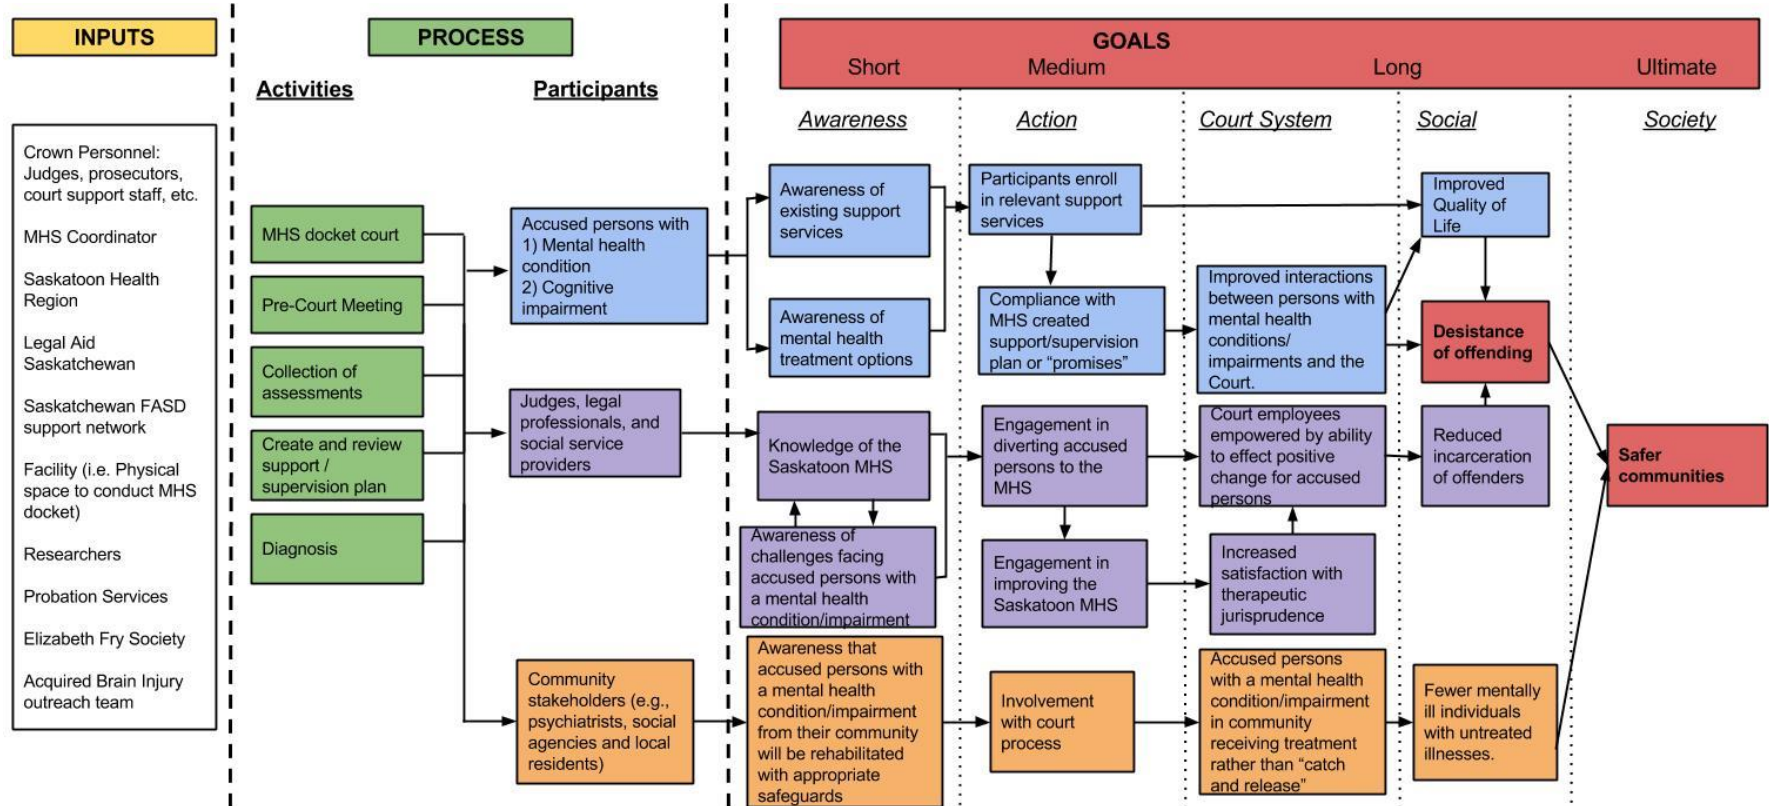 INPUTS
PROCESS
GOALS
Short
Medium
Long
Ultimate
Activities
Participants
Awareness
Action
Court System
Social
Society
Crown Personnel:
Judges, prosecutors,
court support staff, etc.
MHS Coordinator
Saskatoon Health
Region
Legal Aid
Saskatchewan
Saskatchewan FASD
support network
Facility (i.e. Physical
space to conduct MHS
docket)
Researchers
Probation Services
Elizabeth Fry Society
Acquired Brain Injury
outreach team
MHS docket court
Pre-Court Meeting
Collection of
assessments
Create and review
support /
supervision plan
Diagnosis
Accused persons with
1) Mental health
condition
2) Cognitive
impairment
Judges, legal
professionals, and
social service
providers
Community
stakeholders (e.g.,
psychiatrists, social
agencies and local
residents)
Awareness of
existing support
services
Awareness of
mental health
treatment options
Knowledge of the
Saskatoon MHS
Awareness of
challenges facing
accused persons with
a mental health
condition/impairment
Awareness that
accused persons with
a mental health
condition/impairment
from their community
will be rehabilitated
with appropriate
safeguards
Participants enroll
in relevant support
services
Compliance with
MHS created
support/supervision
plan or “promises”
Engagement in
diverting accused
persons to the
MHS
Engagement in
improving the
Saskatoon MHS
Involvement
with court
process
Improved interactions
between persons with
mental health
conditions/
impairments and the
Court.
Court employees
empowered by ability
to effect positive
change for accused
persons
Increased
satisfaction with
therapeutic
jurisprudence
Accused persons
with a mental health
condition/impairment
in community
receiving treatment
rather than “catch
and release”
Improved
Quality of
Life
Desistance
of offending
Reduced
incarceration
of offenders
Fewer mentally
ill individuals
with untreated
illnesses.
Safer
communities